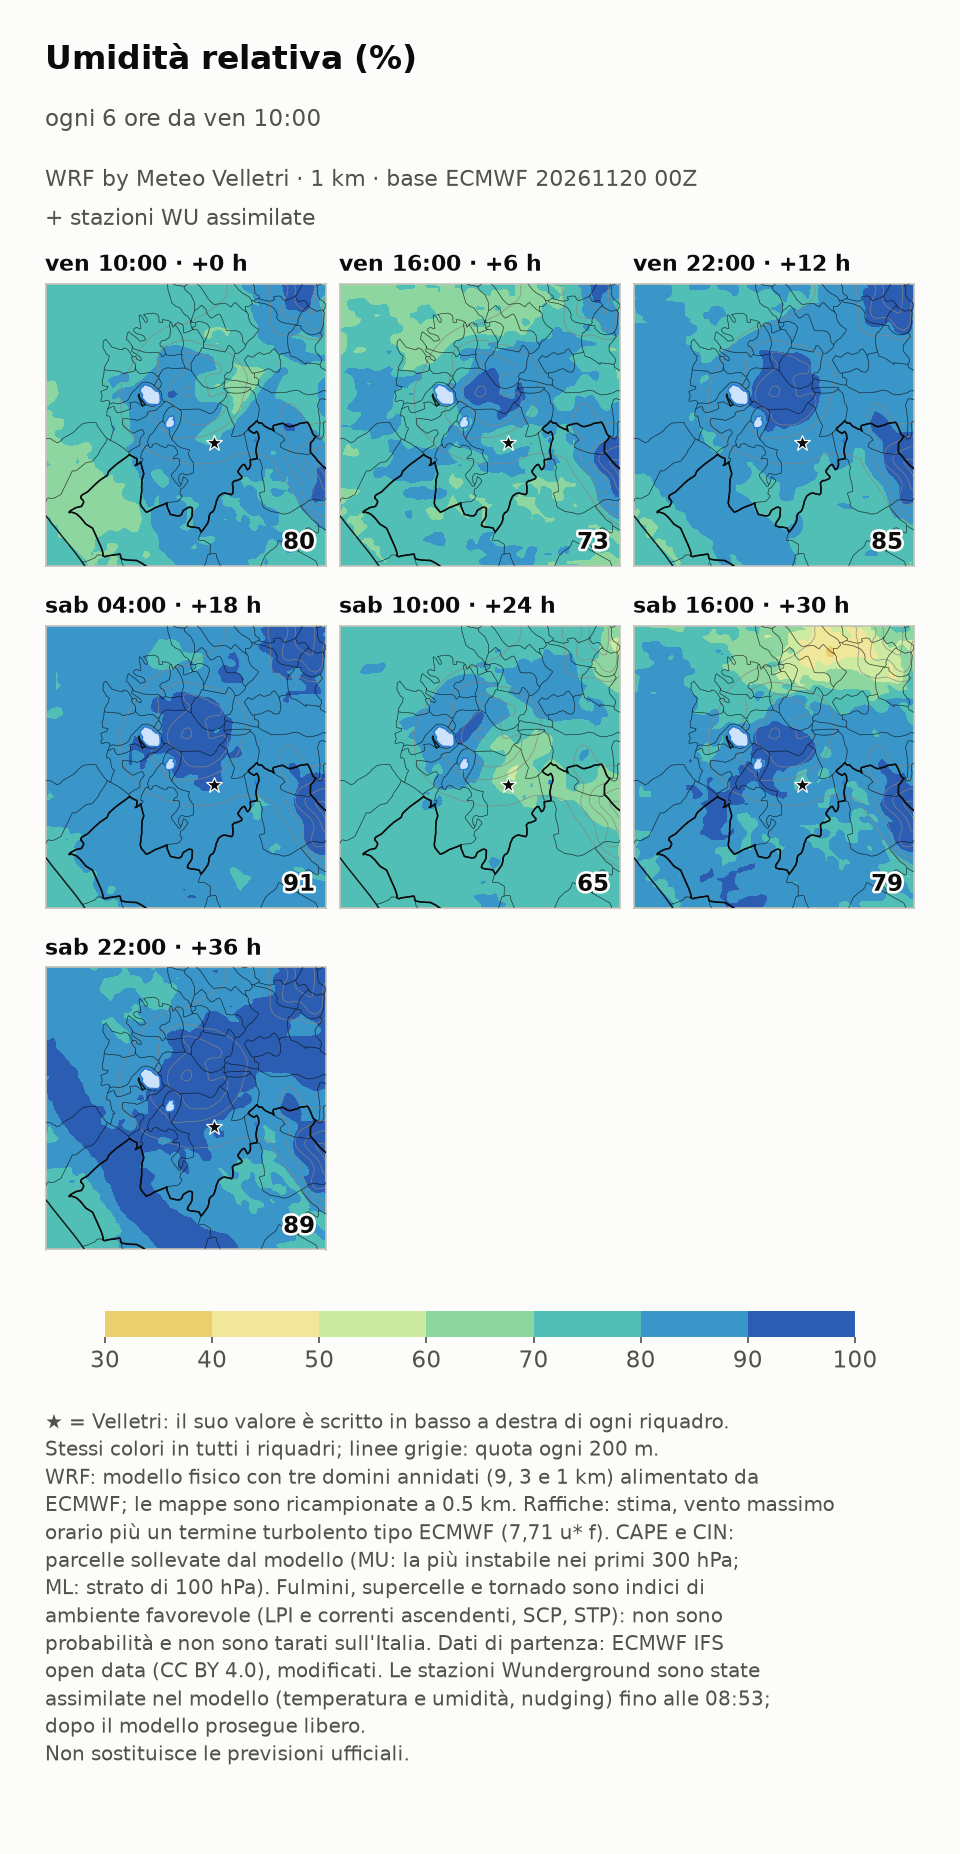 Umidità relativa (%)
ogni 6 ore da ven 10:00
WRF by Meteo Velletri · 1 km · base ECMWF 20261120 00Z
+ stazioni WU assimilate
ven 10:00 · +0 h
ven 16:00 · +6 h
ven 22:00 · +12 h
80
73
85
sab 04:00 · +18 h
sab 10:00 · +24 h
sab 16:00 · +30 h
91
65
79
sab 22:00 · +36 h
89
30 40 50 60 70 80 90 100
★ = Velletri: il suo valore è scritto in basso a destra di ogni riquadro.
Stessi colori in tutti i riquadri; linee grigie: quota ogni 200 m.
WRF: modello fisico con tre domini annidati (9, 3 e 1 km) alimentato da
ECMWF; le mappe sono ricampionate a 0.5 km. Raffiche: stima, vento massimo
orario più un termine turbolento tipo ECMWF (7,71 u* f). CAPE e CIN:
parcelle sollevate dal modello (MU: la più instabile nei primi 300 hPa;
ML: strato di 100 hPa). Fulmini, supercelle e tornado sono indici di
ambiente favorevole (LPI e correnti ascendenti, SCP, STP): non sono
probabilità e non sono tarati sull'Italia. Dati di partenza: ECMWF IFS
open data (CC BY 4.0), modificati. Le stazioni Wunderground sono state
assimilate nel modello (temperatura e umidità, nudging) fino alle 08:53;
dopo il modello prosegue libero.
Non sostituisce le previsioni ufficiali.